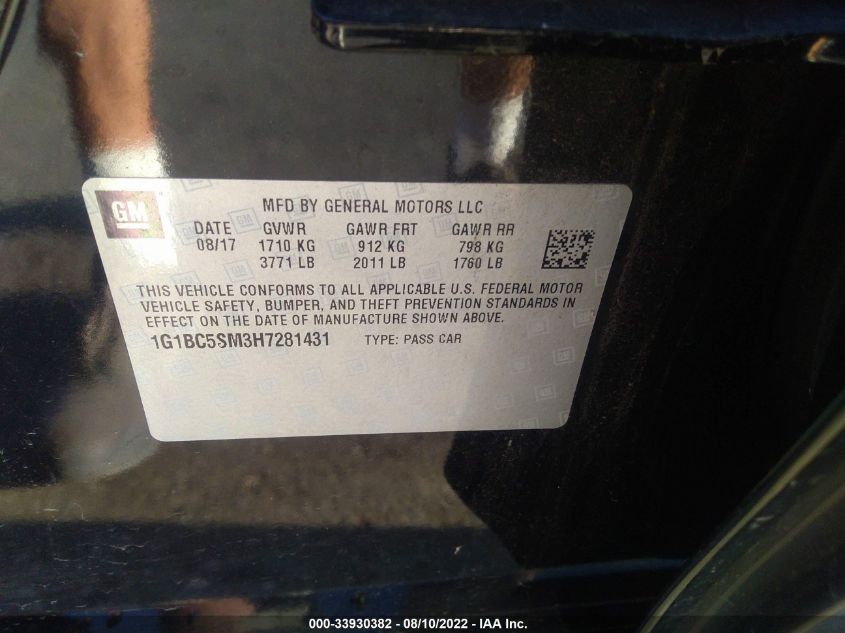 GM
MFD BY GENERAL MOTORS LLC
DATE GVWR GAWR FRT GAWR RR
08/17 1710 KG 912 KG 798 KG
3771 LB 2011 LB 1760 LB
THIS VEHICLE CONFORMS TO ALL APPLICABLE U.S. FEDERAL MOTOR
VEHICLE SAFETY, BUMPER, AND THEFT PREVENTION STANDARDS IN
EFFECT ON THE DATE OF MANUFACTURE SHOWN ABOVE.
1G1BC5SM3H7281431 TYPE: PASS CAR
000-33930382 - 08/10/2022 - IAA Inc.